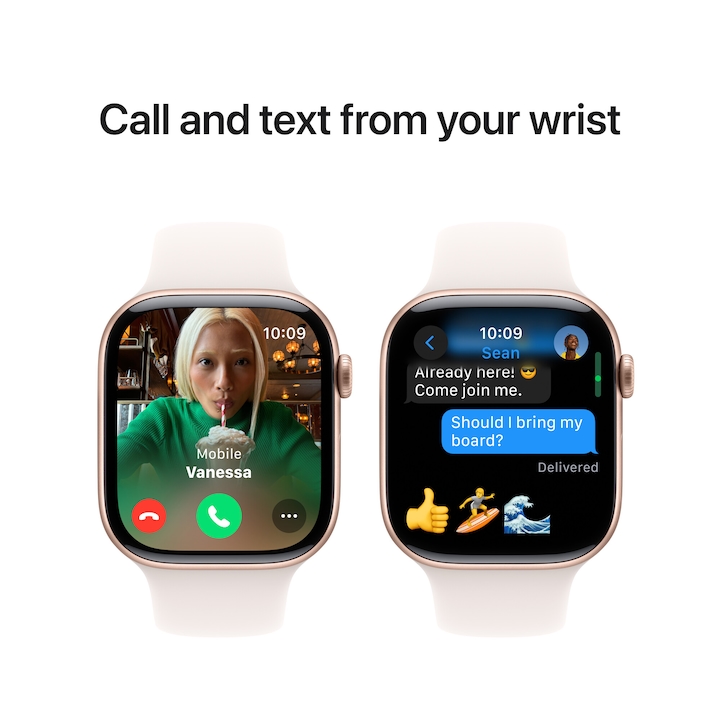 Call and text from your wrist
10:09
Mobile
Vanessa
10:09
Sean
Already here! 😎
Come join me.
Should I bring my
board?
Delivered
👍🏄🌊